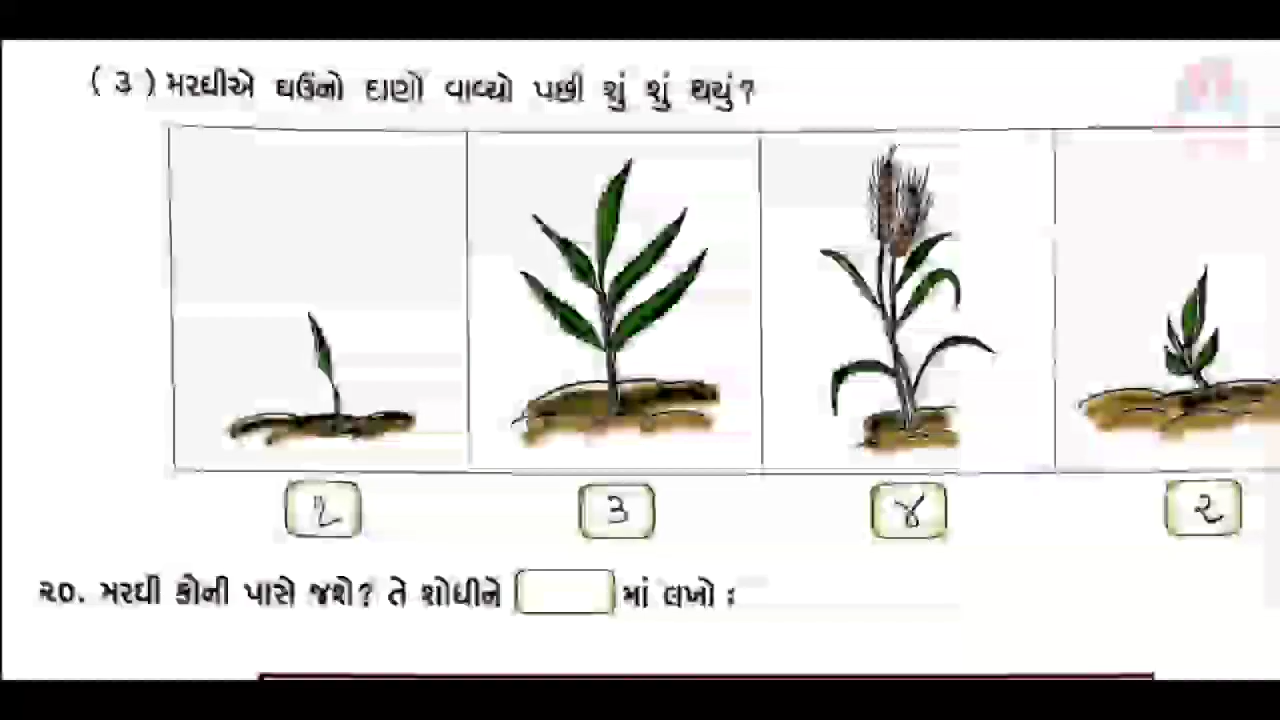 (૩) મરઘીએ ઘઉંનો દાણો વાવ્યો પછી શું શું થયું?
૧ ૩ ૪ ૨
૨૦. મરઘી કોની પાસે જશે? તે શોધીને માં લખો :